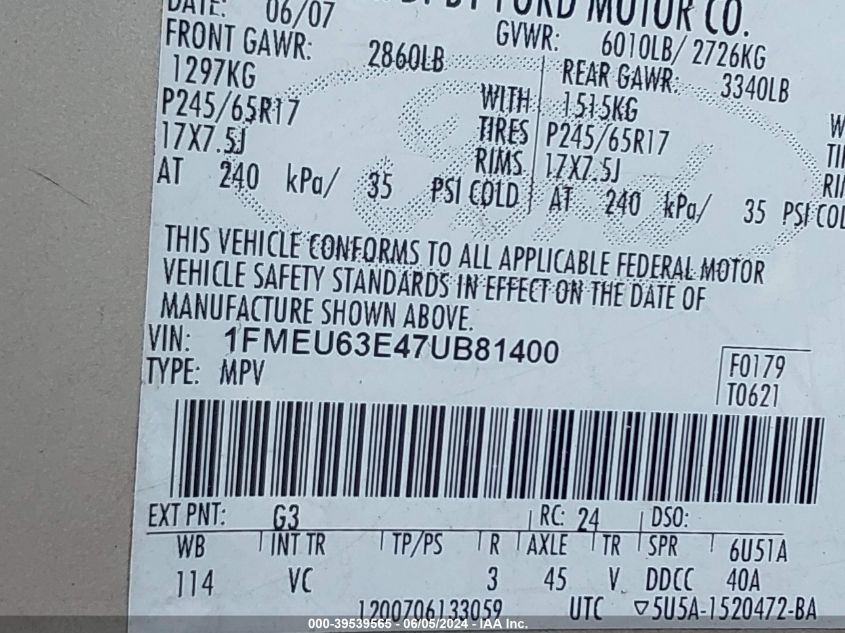 DATE: 06/07
FORD MOTOR CO.
FRONT GAWR: 2860LB GVWR: 6010LB/ 2726KG
1297KG REAR GAWR: 3340LB
P245/65R17 WITH 1515KG
17X7.5J TIRES P245/65R17
RIMS 17X7.5J
AT 240 kPa/ 35 PSI COLD AT 240 kPa/ 35 PSI COL
THIS VEHICLE CONFORMS TO ALL APPLICABLE FEDERAL MOTOR
VEHICLE SAFETY STANDARDS IN EFFECT ON THE DATE OF
MANUFACTURE SHOWN ABOVE.
VIN: 1FMEU63E47UB81400
TYPE: MPV
F0179
T0621
EXT PNT: G3 RC: 24 DSO:
WB INT TR TP/PS R AXLE TR SPR 6U51A
114 VC 3 45 V DDCC 40A
1200706133059 UTC ▽5U5A-1520472-BA
000-39539565 - 06/05/2024 - IAA Inc.